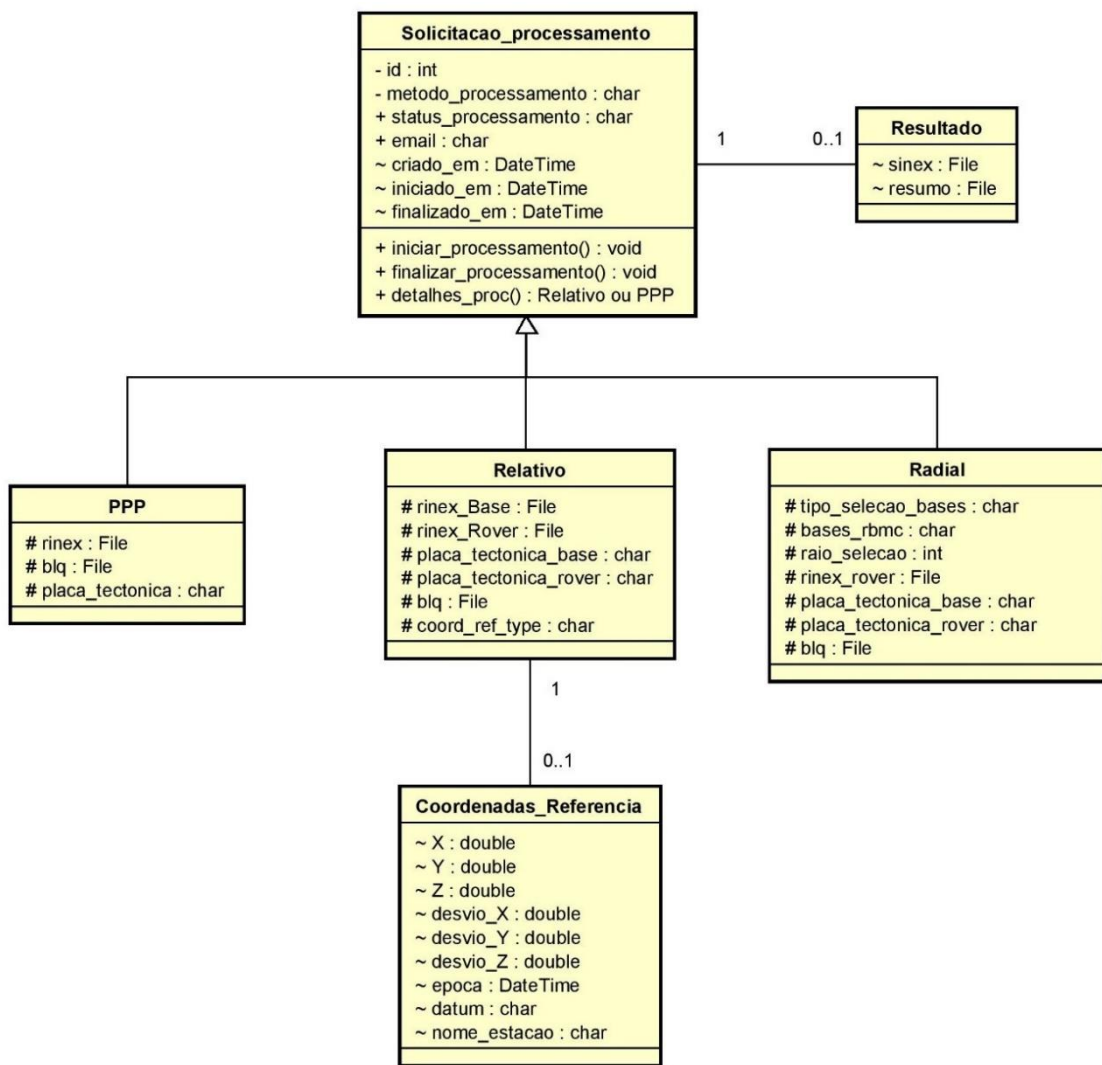 Solicitacao_processamento
- id : int
- metodo_processamento : char
+ status_processamento : char
+ email : char
~ criado_em : DateTime
~ iniciado_em : DateTime
~ finalizado_em : DateTime
+ iniciar_processamento() : void
+ finalizar_processamento() : void
+ detalhes_proc() : Relativo ou PPP
1
0..1
Resultado
~ sinex : File
~ resumo : File
PPP
# rinex : File
# blq : File
# placa_tectonica : char
Relativo
# rinex_Base : File
# rinex_Rover : File
# placa_tectonica_base : char
# placa_tectonica_rover : char
# blq : File
# coord_ref_type : char
Radial
# tipo_selecao_bases : char
# bases_rbmc : char
# raio_selecao : int
# rinex_rover : File
# placa_tectonica_base : char
# placa_tectonica_rover : char
# blq : File
1
0..1
Coordenadas_Referencia
~ X : double
~ Y : double
~ Z : double
~ desvio_X : double
~ desvio_Y : double
~ desvio_Z : double
~ epoca : DateTime
~ datum : char
~ nome_estacao : char